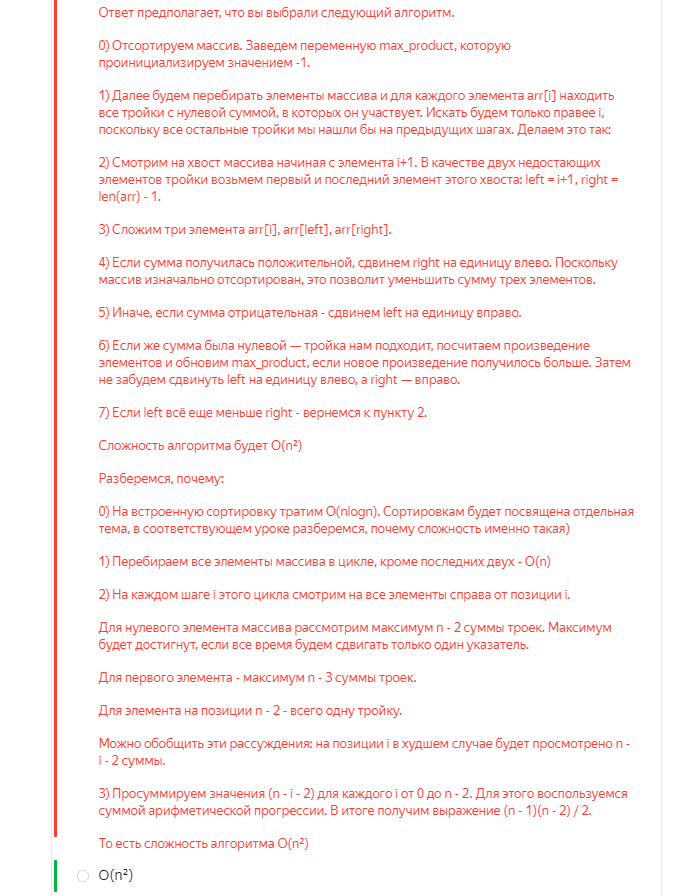 Ответ предполагает, что вы выбрали следующий алгоритм.
0) Отсортируем массив. Заведем переменную max_product, которую
проинициализируем значением -1.
1) Далее будем перебирать элементы массива и для каждого элемента arr[i] находить
все тройки с нулевой суммой, в которых он участвует. Искать будем только правее i,
поскольку все остальные тройки мы нашли бы на предыдущих шагах. Делаем это так:
2) Смотрим на хвост массива начиная с элемента i+1. В качестве двух недостающих
элементов тройки возьмем первый и последний элемент этого хвоста: left = i+1, right =
len(arr) - 1.
3) Сложим три элемента arr[i], arr[left], arr[right].
4) Если сумма получилась положительной, сдвинем right на единицу влево. Поскольку
массив изначально отсортирован, это позволит уменьшить сумму трех элементов.
5) Иначе, если сумма отрицательная - сдвинем left на единицу вправо.
6) Если же сумма была нулевой — тройка нам подходит, посчитаем произведение
элементов и обновим max_product, если новое произведение получилось больше. Затем
не забудем сдвинуть left на единицу влево, а right — вправо.
7) Если left всё еще меньше right - вернемся к пункту 2.
Сложность алгоритма будет O(n²)
Разберемся, почему:
0) На встроенную сортировку тратим O(nlogn). Сортировкам будет посвящена отдельная
тема, в соответствующем уроке разберемся, почему сложность именно такая)
1) Перебираем все элементы массива в цикле, кроме последних двух - O(n)
2) На каждом шаге i этого цикла смотрим на все элементы справа от позиции i.
Для нулевого элемента массива рассмотрим максимум n - 2 суммы троек. Максимум
будет достигнут, если все время будем сдвигать только один указатель.
Для первого элемента - максимум n - 3 суммы троек.
Для элемента на позиции n - 2 - всего одну тройку.
Можно обобщить эти рассуждения: на позиции i в худшем случае будет просмотрено n -
i - 2 суммы.
3) Просуммируем значения (n - i - 2) для каждого i от 0 до n - 2. Для этого воспользуемся
суммой арифметической прогрессии. В итоге получим выражение (n - 1)(n - 2) / 2.
То есть сложность алгоритма O(n²)
O(n²)